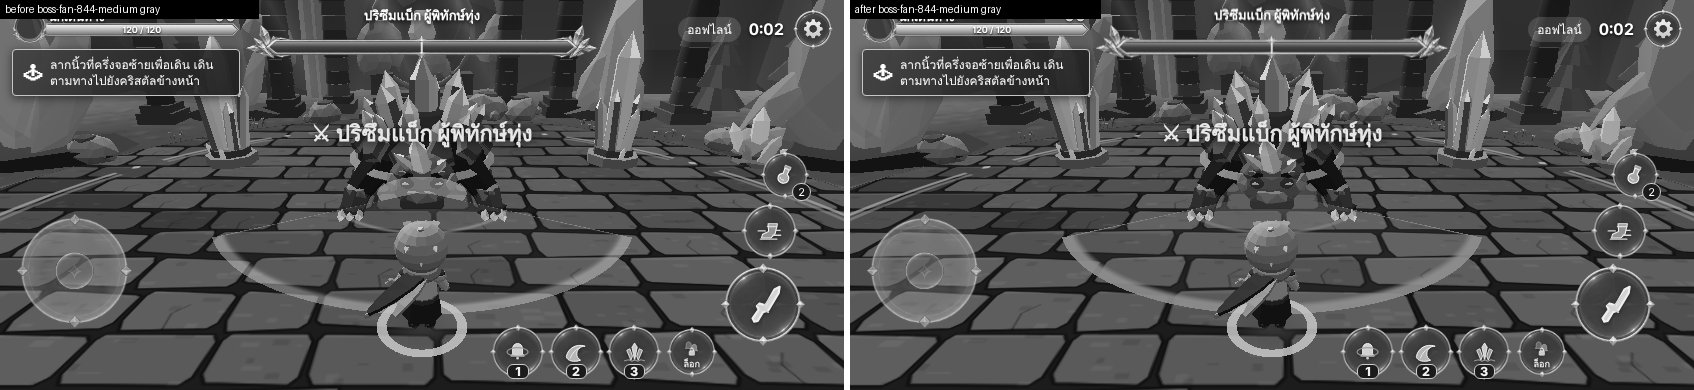 before boss-fan-844-medium gray
ปริซึมแบ็ก ผู้พิทักษ์ทุ่ง
120 / 120
ออฟไลน์
0:02
ลากนิ้วที่ครึ่งจอซ้ายเพื่อเดิน เดิน
ตามทางไปยังคริสตัลข้างหน้า
⚔ ปริซึมแบ็ก ผู้พิทักษ์ทุ่ง
2
1
2
3
ล็อก
after boss-fan-844-medium gray
ปริซึมแบ็ก ผู้พิทักษ์ทุ่ง
120 / 120
ออฟไลน์
0:02
ลากนิ้วที่ครึ่งจอซ้ายเพื่อเดิน เดิน
ตามทางไปยังคริสตัลข้างหน้า
⚔ ปริซึมแบ็ก ผู้พิทักษ์ทุ่ง
2
1
2
3
ล็อก